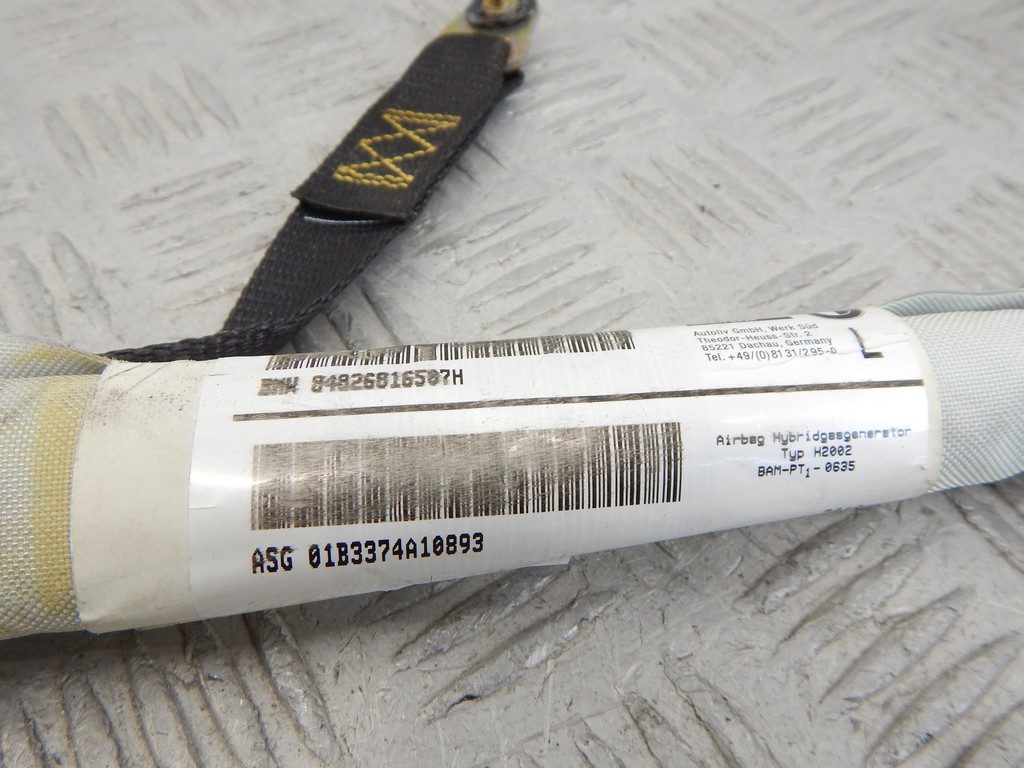 Autoliv GmbH, Werk Süd
Theodor-Heuss-Str. 2
85221 Dachau, Germany
Tel. +49/(0)8131/295-0
BMW 84826816507H
Airbag Hybridgasgenerator
Typ H2002
BAM-PT₁-0635
ASG 01B3374A10893